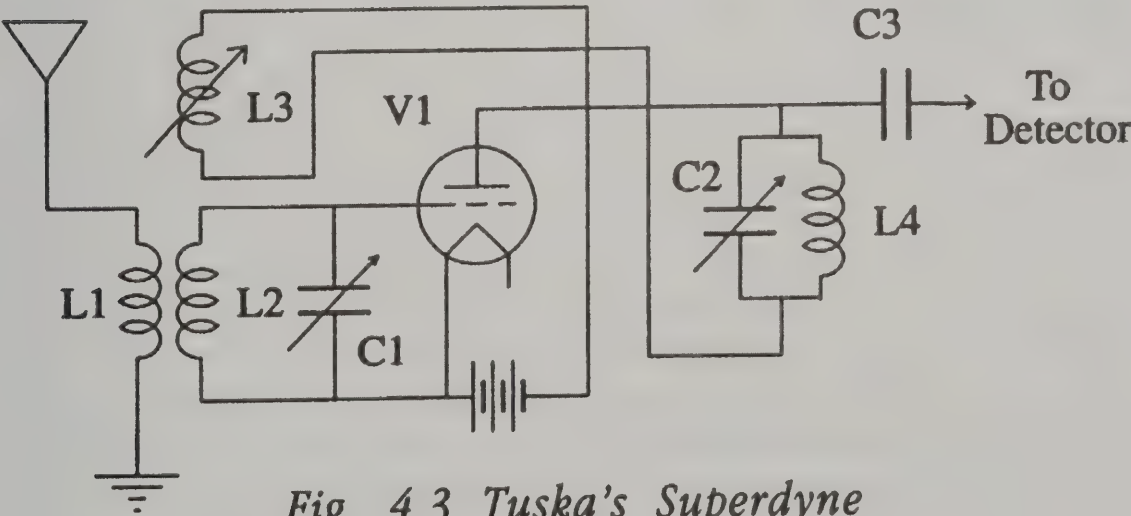 C3
L3
V1
To
Detector
C2
L4
L1
L2
C1
Fig 4.3 Tuska's Superdyne